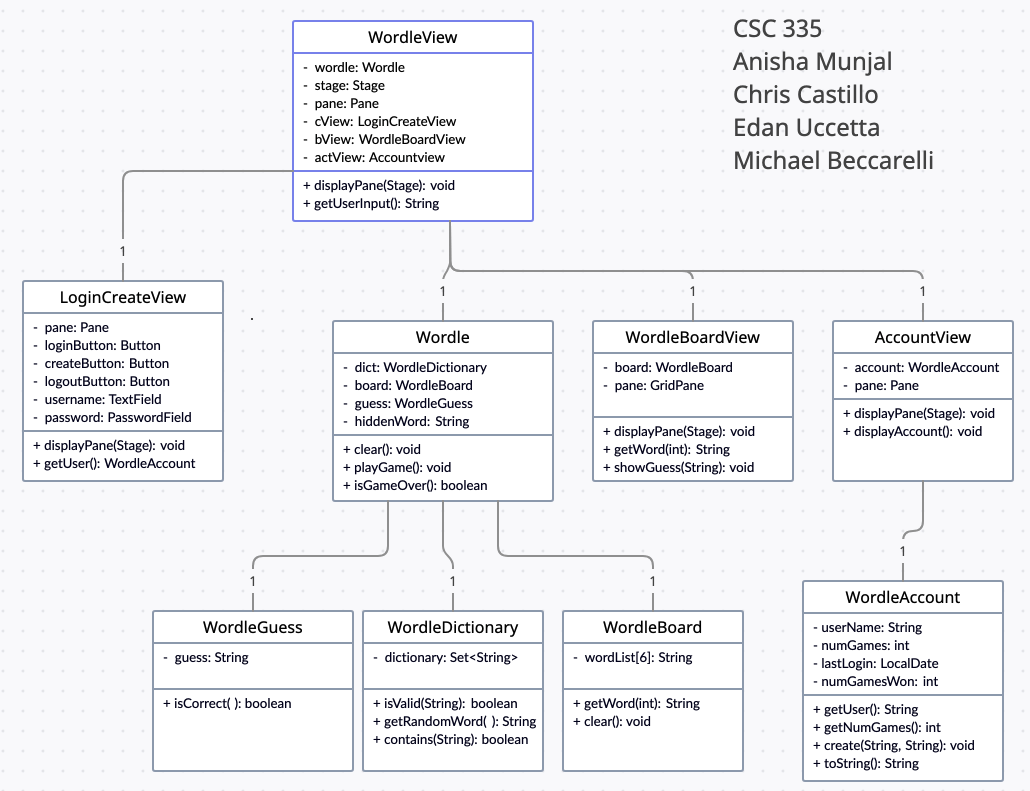 CSC 335
Anisha Munjal
Chris Castillo
Edan Uccetta
Michael Beccarelli
WordleView
- wordle: Wordle
- stage: Stage
- pane: Pane
- cView: LoginCreateView
- bView: WordleBoardView
- actView: Accountview
+ displayPane(Stage): void
+ getUserInput(): String
1
1
1
1
LoginCreateView
- pane: Pane
- loginButton: Button
- createButton: Button
- logoutButton: Button
- username: TextField
- password: PasswordField
+ displayPane(Stage): void
+ getUser(): WordleAccount
Wordle
- dict: WordleDictionary
- board: WordleBoard
- guess: WordleGuess
- hiddenWord: String
+ clear(): void
+ playGame(): void
+ isGameOver(): boolean
WordleBoardView
- board: WordleBoard
- pane: GridPane
+ displayPane(Stage): void
+ getWord(int): String
+ showGuess(String): void
AccountView
- account: WordleAccount
- pane: Pane
+ displayPane(Stage): void
+ displayAccount(): void
1
1
1
1
WordleGuess
- guess: String
+ isCorrect( ): boolean
WordleDictionary
- dictionary: Set<String>
+ isValid(String): boolean
+ getRandomWord( ): String
+ contains(String): boolean
WordleBoard
- wordList[6]: String
+ getWord(int): String
+ clear(): void
WordleAccount
- userName: String
- numGames: int
- lastLogin: LocalDate
- numGamesWon: int
+ getUser(): String
+ getNumGames(): int
+ create(String, String): void
+ toString(): String